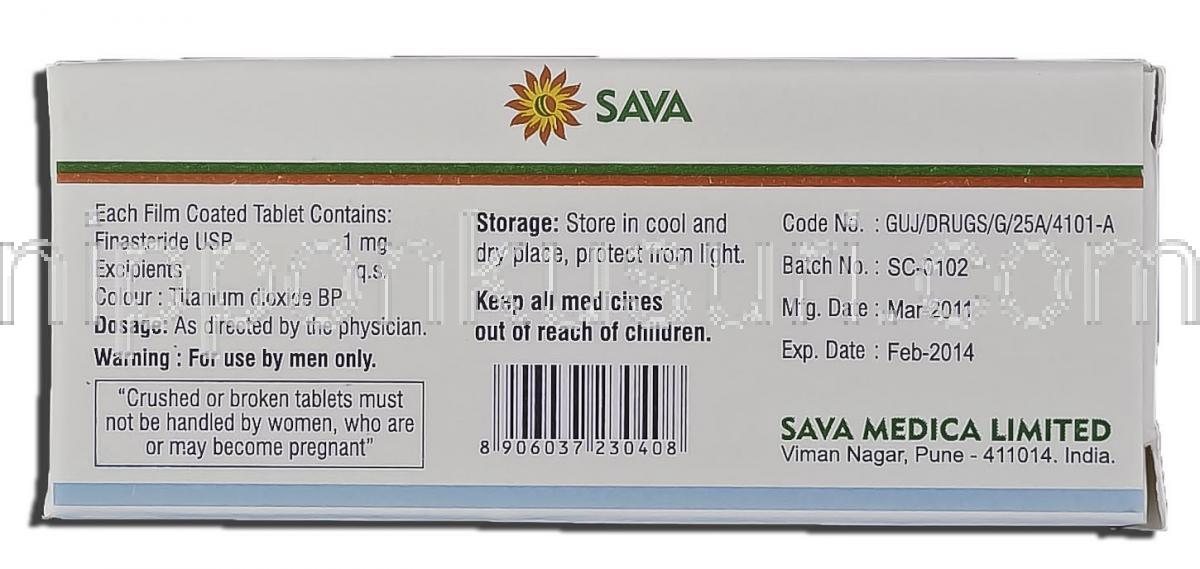 SAVA
Each Film Coated Tablet Contains:
Finasteride USP 1 mg
Excipients q.s.
Colour : Titanium dioxide BP
Dosage: As directed by the physician.
Warning : For use by men only.
"Crushed or broken tablets must
not be handled by women, who are
or may become pregnant"
Storage: Store in cool and
dry place, protect from light.
Keep all medicines
out of reach of children.
8 906037 230408
Code No. : GUJ/DRUGS/G/25A/4101-A
Batch No. : SC-0102
Mfg. Date : Mar-2011
Exp. Date : Feb-2014
SAVA MEDICA LIMITED
Viman Nagar, Pune - 411014. India.
nipponkusuri.com